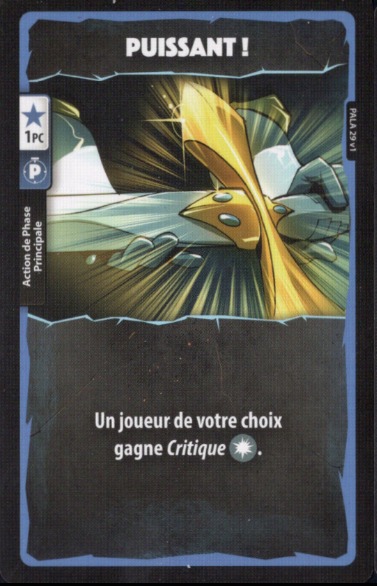 PUISSANT !
1PC
P
Action de Phase
Principale
PALA 29 v1
Un joueur de votre choix
gagne Critique.